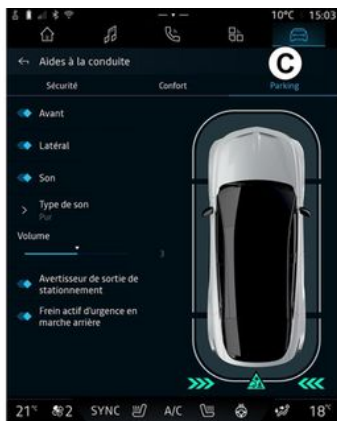 10°C 15:03
C
Aides à la conduite
Sécurité Confort Parking
Avant
Latéral
Son
Type de son
Pur
Volume
Avertisseur de sortie de
stationnement
Frein actif d'urgence en
marche arrière
21°C 2 SYNC A/C 18°C